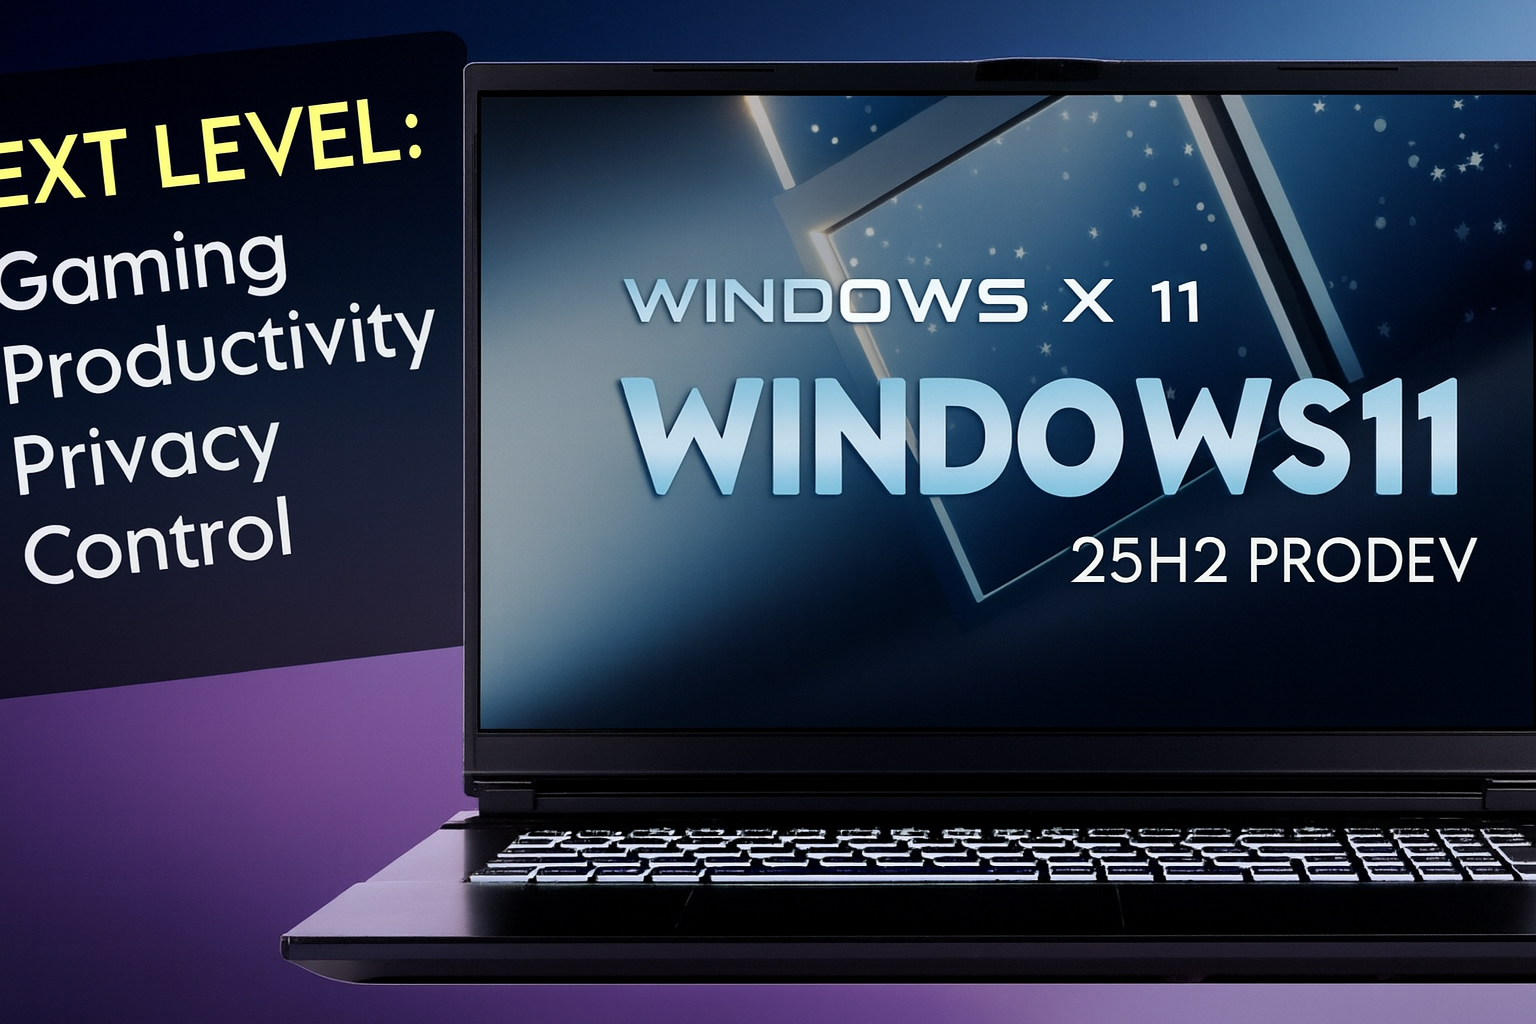 EXT LEVEL:
Gaming
Productivity
Privacy
Control
WINDOWS X 11
WINDOWS11
25H2 PRODEV